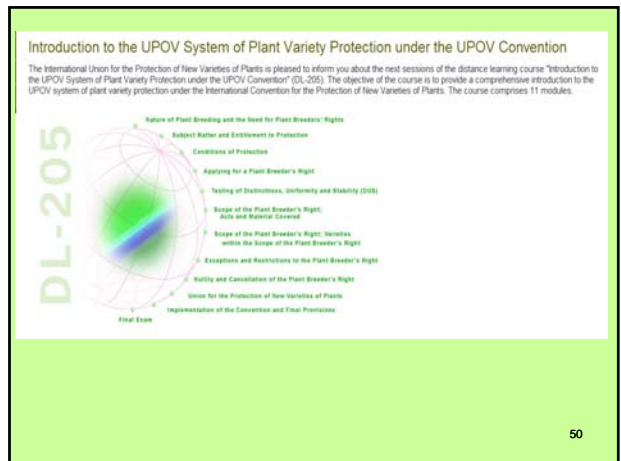 Introduction to the UPOV System of Plant Variety Protection under the UPOV Convention
The International Union for the Protection of New Varieties of Plants is pleased to inform you about the next sessions of the distance learning course "Introduction to
the UPOV System of Plant Variety Protection under the UPOV Convention" (DL-205). The objective of the course is to provide a comprehensive introduction to the
UPOV system of plant variety protection under the International Convention for the Protection of New Varieties of Plants. The course comprises 11 modules.
DL-205
Nature of Plant Breeding and the Need for Plant Breeders' Rights
Subject Matter and Entitlement to Protection
Conditions of Protection
Applying for a Plant Breeder's Right
Testing of Distinctness, Uniformity and Stability (DUS)
Scope of the Plant Breeder's Right;
Acts and Material Covered
Scope of the Plant Breeder's Right; Varieties
within the Scope of the Plant Breeder's Right
Exceptions and Restrictions to the Plant Breeder's Right
Nullity and Cancellation of the Plant Breeder's Right
Union for the Protection of New Varieties of Plants
Implementation of the Convention and Final Provisions
Final Exam
50